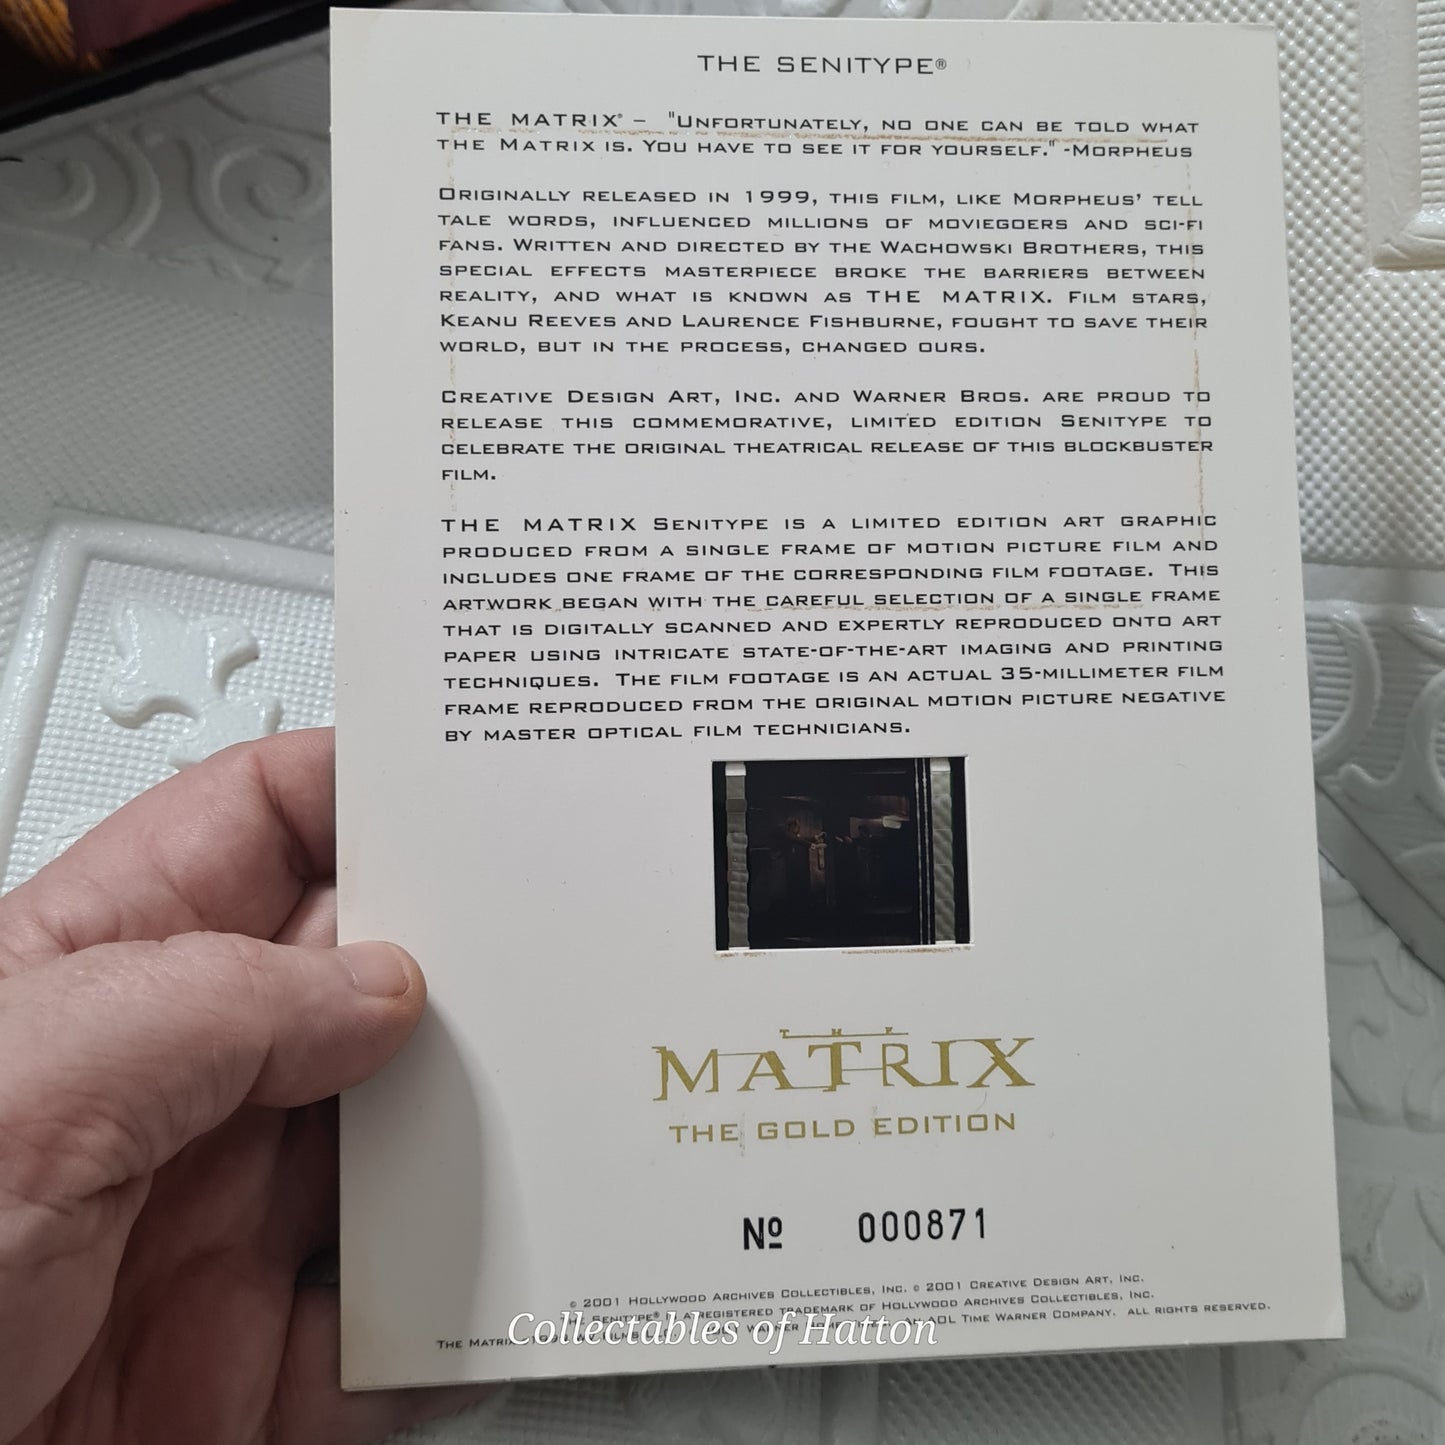 THE SENITYPE®
THE MATRIX® – "UNFORTUNATELY, NO ONE CAN BE TOLD WHAT
THE MATRIX IS. YOU HAVE TO SEE IT FOR YOURSELF." -MORPHEUS
ORIGINALLY RELEASED IN 1999, THIS FILM, LIKE MORPHEUS' TELL
TALE WORDS, INFLUENCED MILLIONS OF MOVIEGOERS AND SCI-FI
FANS. WRITTEN AND DIRECTED BY THE WACHOWSKI BROTHERS, THIS
SPECIAL EFFECTS MASTERPIECE BROKE THE BARRIERS BETWEEN
REALITY, AND WHAT IS KNOWN AS THE MATRIX. FILM STARS,
KEANU REEVES AND LAURENCE FISHBURNE, FOUGHT TO SAVE THEIR
WORLD, BUT IN THE PROCESS, CHANGED OURS.
CREATIVE DESIGN ART, INC. AND WARNER BROS. ARE PROUD TO
RELEASE THIS COMMEMORATIVE, LIMITED EDITION SENITYPE TO
CELEBRATE THE ORIGINAL THEATRICAL RELEASE OF THIS BLOCKBUSTER
FILM.
THE MATRIX SENITYPE IS A LIMITED EDITION ART GRAPHIC
PRODUCED FROM A SINGLE FRAME OF MOTION PICTURE FILM AND
INCLUDES ONE FRAME OF THE CORRESPONDING FILM FOOTAGE. THIS
ARTWORK BEGAN WITH THE CAREFUL SELECTION OF A SINGLE FRAME
THAT IS DIGITALLY SCANNED AND EXPERTLY REPRODUCED ONTO ART
PAPER USING INTRICATE STATE-OF-THE-ART IMAGING AND PRINTING
TECHNIQUES. THE FILM FOOTAGE IS AN ACTUAL 35-MILLIMETER FILM
FRAME REPRODUCED FROM THE ORIGINAL MOTION PICTURE NEGATIVE
BY MASTER OPTICAL FILM TECHNICIANS.
THE
MATRIX
THE GOLD EDITION
Nº 000871
© 2001 HOLLYWOOD ARCHIVES COLLECTIBLES, INC. © 2001 CREATIVE DESIGN ART, INC.
THE SENITYPE® IS A REGISTERED TRADEMARK OF HOLLYWOOD ARCHIVES COLLECTIBLES, INC.
THE MATRIX WARNER AN AOL TIME WARNER COMPANY. ALL RIGHTS RESERVED.
Collectables of Hatton